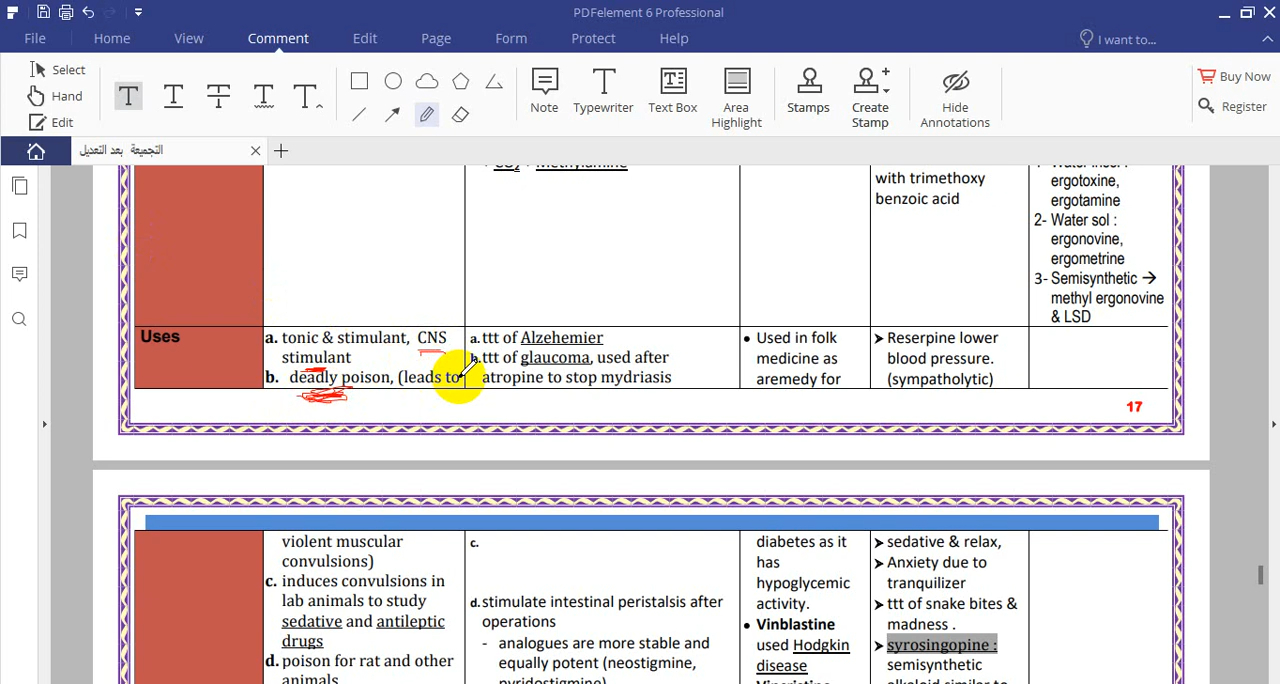 PDFelement 6 Professional
File Home View Comment Edit Page Form Protect Help I want to...
Select
Hand
Edit
T T T T T
Note Typewriter Text Box Area Highlight Stamps Create Stamp Hide Annotations
Buy Now
Register
التجميعة بعد التعديل
Methylamine
with trimethoxy
benzoic acid
ergotoxine,
ergotamine
2- Water sol :
ergonovine,
ergometrine
3- Semisynthetic →
methyl ergonovine
& LSD
Uses
a. tonic & stimulant, CNS
stimulant
b. deadly poison, (leads to
a. ttt of Alzehemier
ttt of glaucoma, used after
atropine to stop mydriasis
• Used in folk
medicine as
aremedy for
➤ Reserpine lower
blood pressure.
(sympatholytic)
17
violent muscular
convulsions)
c. induces convulsions in
lab animals to study
sedative and antileptic
drugs
d. poison for rat and other
animals
c.
d. stimulate intestinal peristalsis after
operations
- analogues are more stable and
equally potent (neostigmine,
pyridostigmine)
diabetes as it
has
hypoglycemic
activity.
• Vinblastine
used Hodgkin
disease
➤ sedative & relax,
➤ Anxiety due to
tranquilizer
➤ ttt of snake bites &
madness .
➤ syrosingopine :
semisynthetic
alkaloid similar to